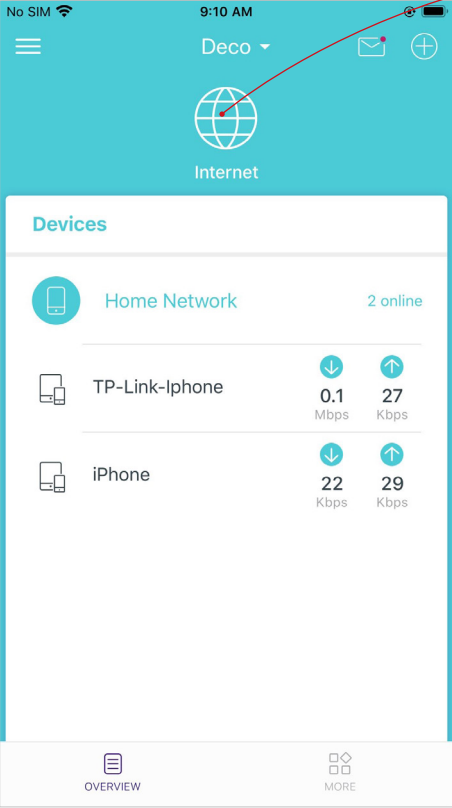 No SIM 9:10 AM
Deco
Internet
Devices
Home Network 2 online
TP-Link-Iphone 0.1 Mbps 27 Kbps
iPhone 22 Kbps 29 Kbps
OVERVIEW MORE